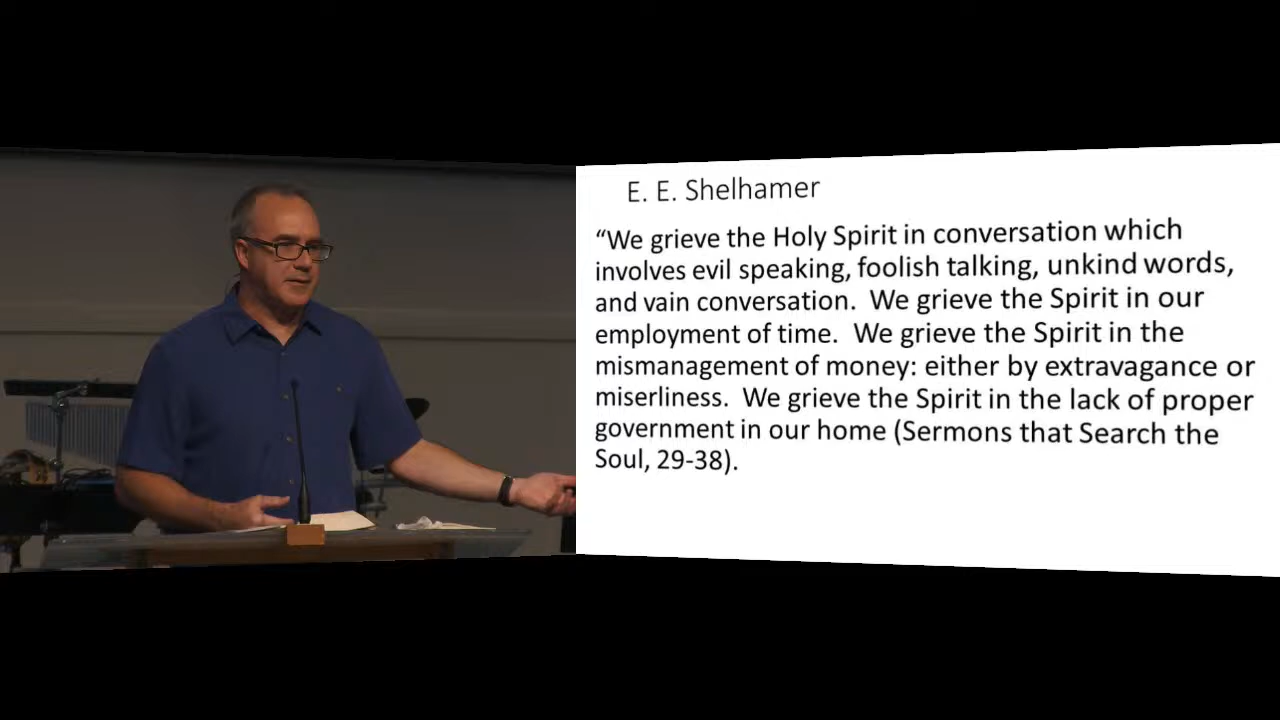 E. E. Shelhamer
“We grieve the Holy Spirit in conversation which
involves evil speaking, foolish talking, unkind words,
and vain conversation.  We grieve the Spirit in our
employment of time.  We grieve the Spirit in the
mismanagement of money: either by extravagance or
miserliness.  We grieve the Spirit in the lack of proper
government in our home (Sermons that Search the
Soul, 29-38).